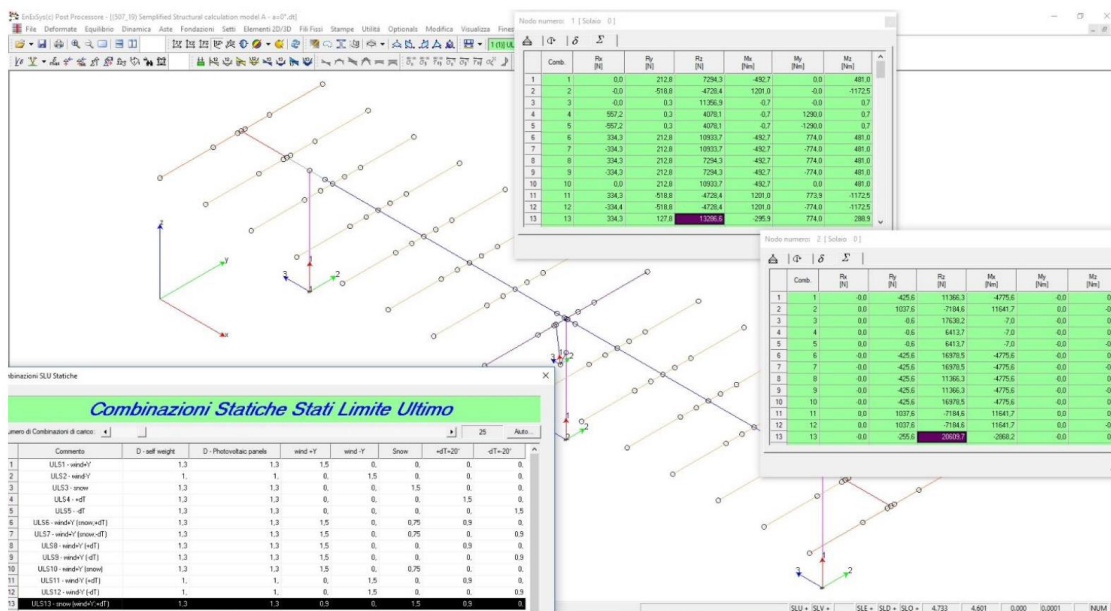 EnExSys(c) Post Processore - [(507_19) Semplified Structural calculation model A - a=0°.dt]
File Deformate Equilibrio Dinamica Aste Fondazioni Setti Elementi 2D/3D Fili Fissi Stampe Utilità Optionals Modifica Visualizza Fines
Nodo numero: 1 [ Solaio 0 ]
Comb. Rx [N] Ry [N] Rz [N] Mx [Nm] My [Nm] Mz [Nm]
1 1 0,0 212,8 7294,3 -492,7 0,0 481,0
2 2 -0,0 -518,8 -4728,4 1201,0 -0,0 -1172,5
3 3 -0,0 0,3 11356,9 -0,7 -0,0 0,7
4 4 557,2 0,3 4078,1 -0,7 1290,0 0,7
5 5 -557,2 0,3 4078,1 -0,7 -1290,0 0,7
6 6 334,3 212,8 10933,7 -492,7 774,0 481,0
7 7 -334,3 212,8 10933,7 -492,7 -774,0 481,0
8 8 334,3 212,8 7294,3 -492,7 774,0 481,0
9 9 -334,3 212,8 7294,3 -492,7 -774,0 481,0
10 10 0,0 212,8 10933,7 -492,7 0,0 481,0
11 11 334,3 -518,8 -4728,4 1201,0 773,9 -1172,5
12 12 -334,4 -518,8 -4728,4 1201,0 -774,0 -1172,5
13 13 334,3 127,8 13286,6 -295,9 774,0 288,9
Nodo numero: 2 [ Solaio 0 ]
Comb. Rx [N] Ry [N] Rz [N] Mx [Nm] My [Nm] Mz [Nm]
1 1 -0,0 -425,6 11366,3 -4775,6 -0,0 0
2 2 0,0 1037,6 -7184,6 11641,7 0,0 -0
3 3 0,0 -0,6 17638,2 -7,0 -0,0 0
4 4 0,0 -0,6 6413,7 -7,0 -0,0 0
5 5 0,0 -0,6 6413,7 -7,0 -0,0 0
6 6 -0,0 -425,6 16978,5 -4775,6 -0,0 0
7 7 -0,0 -425,6 16978,5 -4775,6 -0,0 0
8 8 -0,0 -425,6 11366,3 -4775,6 -0,0 0
9 9 -0,0 -425,6 11366,3 -4775,6 -0,0 0
10 10 -0,0 -425,6 16978,5 -4775,6 -0,0 0
11 11 0,0 1037,6 -7184,6 11641,7 0,0 -0
12 12 0,0 1037,6 -7184,6 11641,7 0,0 -0
13 13 -0,0 -255,6 20609,7 -2868,2 -0,0 0
z
y
x
3 1 2
mbinazioni SLU Statiche
Combinazioni Statiche Stati Limite Ultimo
umero di Combinazioni di carico: 25 Auto...
Commento D - self weight D - Photovoltaic panels wind +Y wind -Y Snow +dT=20° -dT=-20°
1 ULS1 - wind+Y 1,3 1,3 1,5 0, 0, 0, 0,
2 ULS2 - wind-Y 1, 1, 0, 1,5 0, 0, 0,
3 ULS3 - snow 1,3 1,3 0, 0, 1,5 0, 0,
4 ULS4 - +dT 1,3 1,3 0, 0, 0, 1,5 0,
5 ULS5 - -dT 1,3 1,3 0, 0, 0, 0, 1,5
6 ULS6 - wind+Y (snow;+dT) 1,3 1,3 1,5 0, 0,75 0,9 0,
7 ULS7 - wind+Y (snow;-dT) 1,3 1,3 1,5 0, 0,75 0, 0,9
8 ULS8 - wind+Y (+dT) 1,3 1,3 1,5 0, 0, 0,9 0,
9 ULS9 - wind+Y (-dT) 1,3 1,3 1,5 0, 0, 0, 0,9
10 ULS10 - wind+Y (snow) 1,3 1,3 1,5 0, 0,75 0, 0,
11 ULS11 - wind-Y (+dT) 1, 1, 0, 1,5 0, 0,9 0,
12 ULS12 - wind-Y (-dT) 1, 1, 0, 1,5 0, 0, 0,9
13 ULS13 - snow (wind+Y;+dT) 1,3 1,3 0,9 0, 1,5 0,9 0,
SLU + SLV + SLE + SLD + SLO + 4.733 4.601 0.000 0.0001 NUM